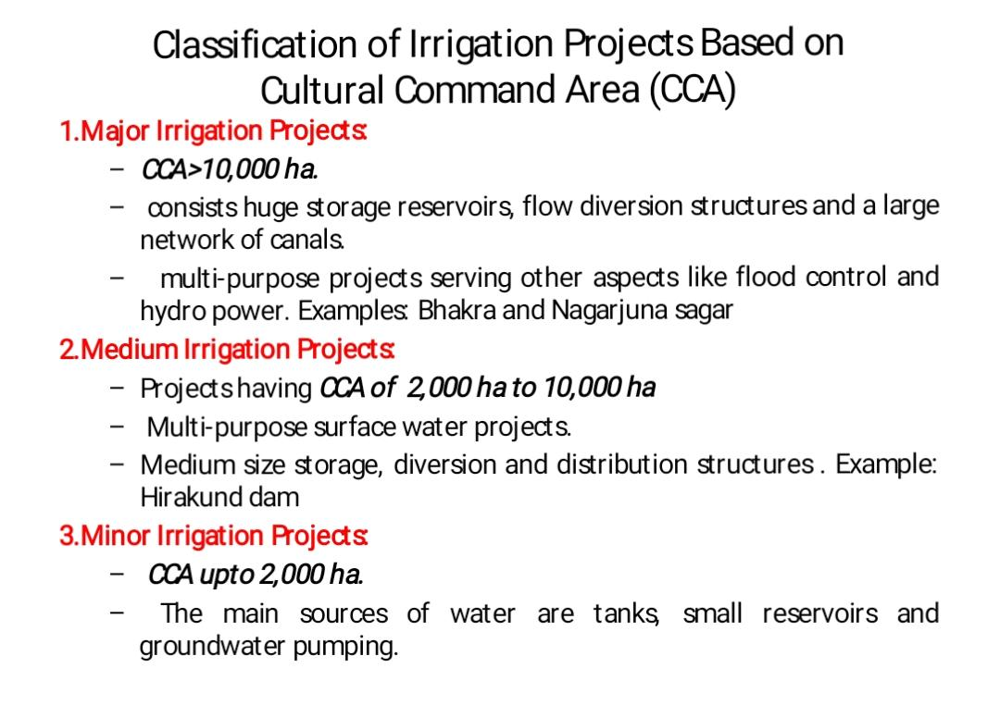 Classification of Irrigation Projects Based on
Cultural Command Area (CCA)
1.Major Irrigation Projects:
– CCA>10,000 ha.
– consists huge storage reservoirs, flow diversion structures and a large
network of canals.
– multi-purpose projects serving other aspects like flood control and
hydro power. Examples: Bhakra and Nagarjuna sagar
2.Medium Irrigation Projects:
– Projects having CCA of 2,000 ha to 10,000 ha
– Multi-purpose surface water projects.
– Medium size storage, diversion and distribution structures . Example:
Hirakund dam
3.Minor Irrigation Projects:
– CCA upto 2,000 ha.
– The main sources of water are tanks, small reservoirs and
groundwater pumping.